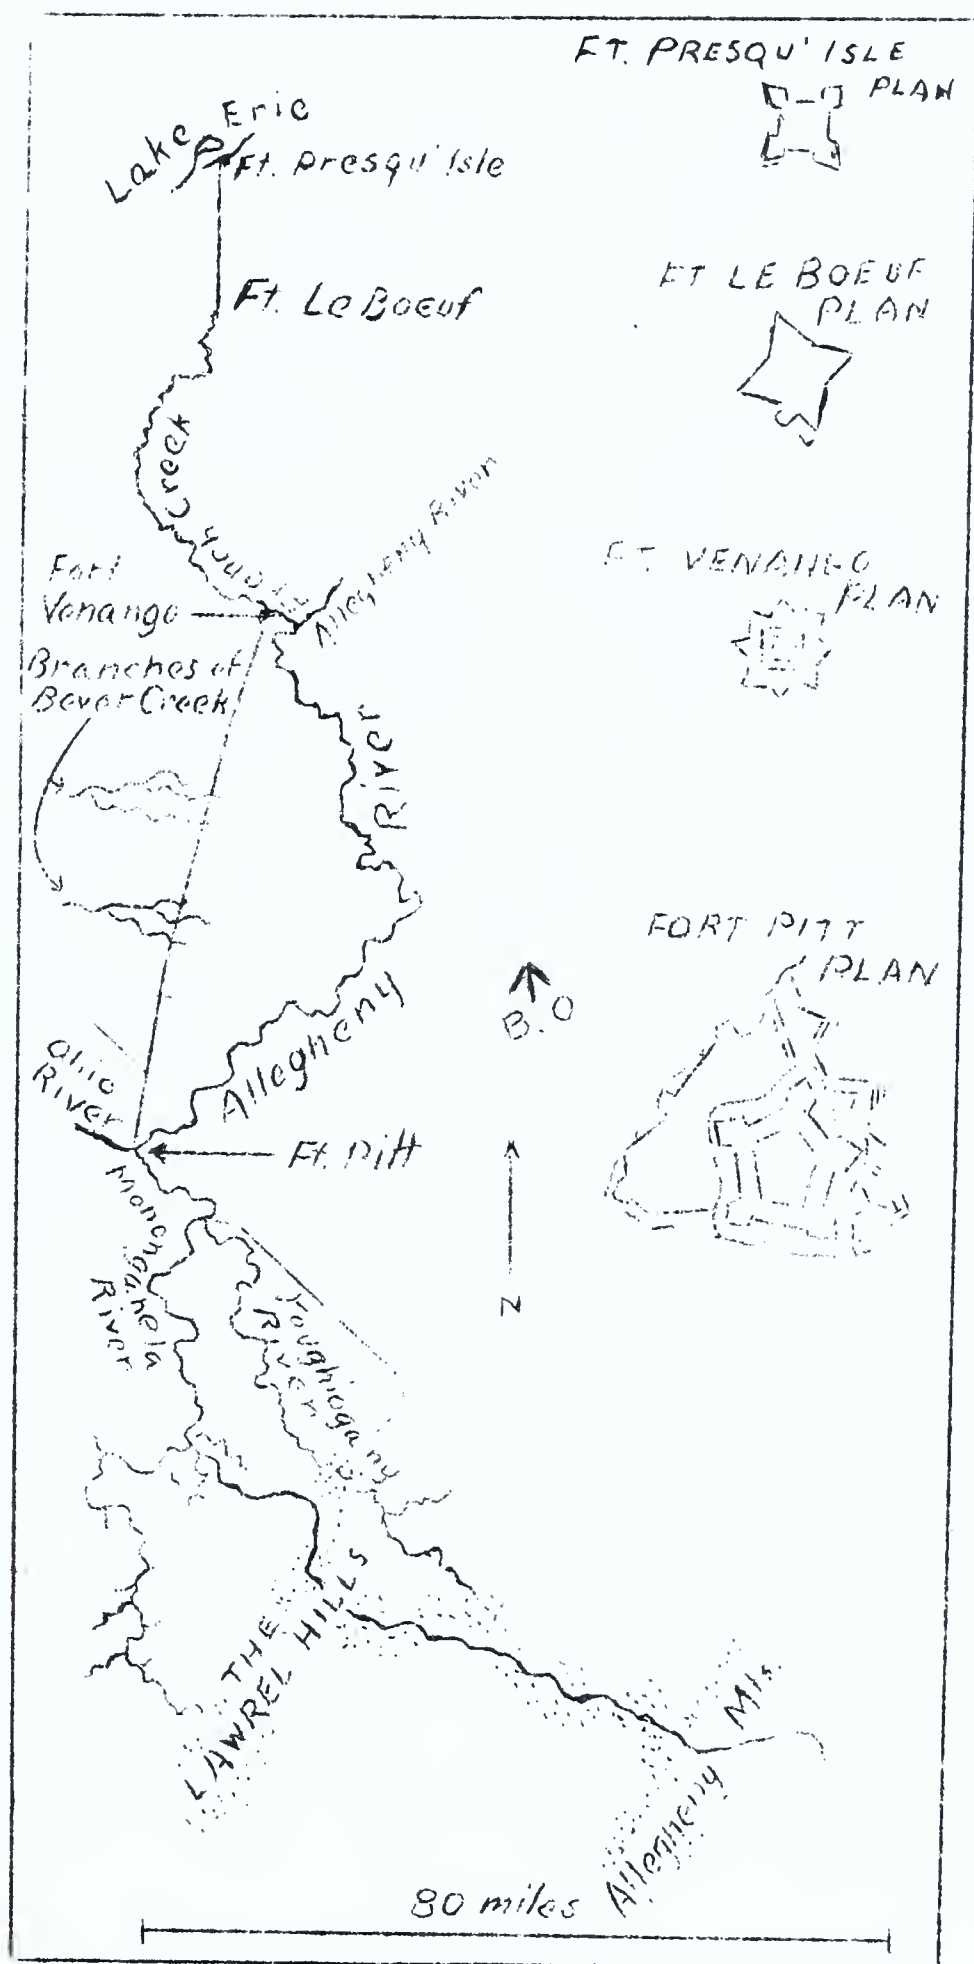 FT. PRESQU' ISLE
PLAN
Lake Erie
Ft. Presqu' Isle
FT LE BOEUF
PLAN
Ft. Le Boeuf
Creek
Allegheny River
FT. VENANGO
PLAN
Fort
Venango
Branches of
Bever Creek
River
Allegheny
FORT PITT
PLAN
B.O
Ohio
River
Ft. Pitt
Monongahela
River
Youghiogany
River
N
THE
LAWREL HILLS
Allegheny Mts.
80 miles